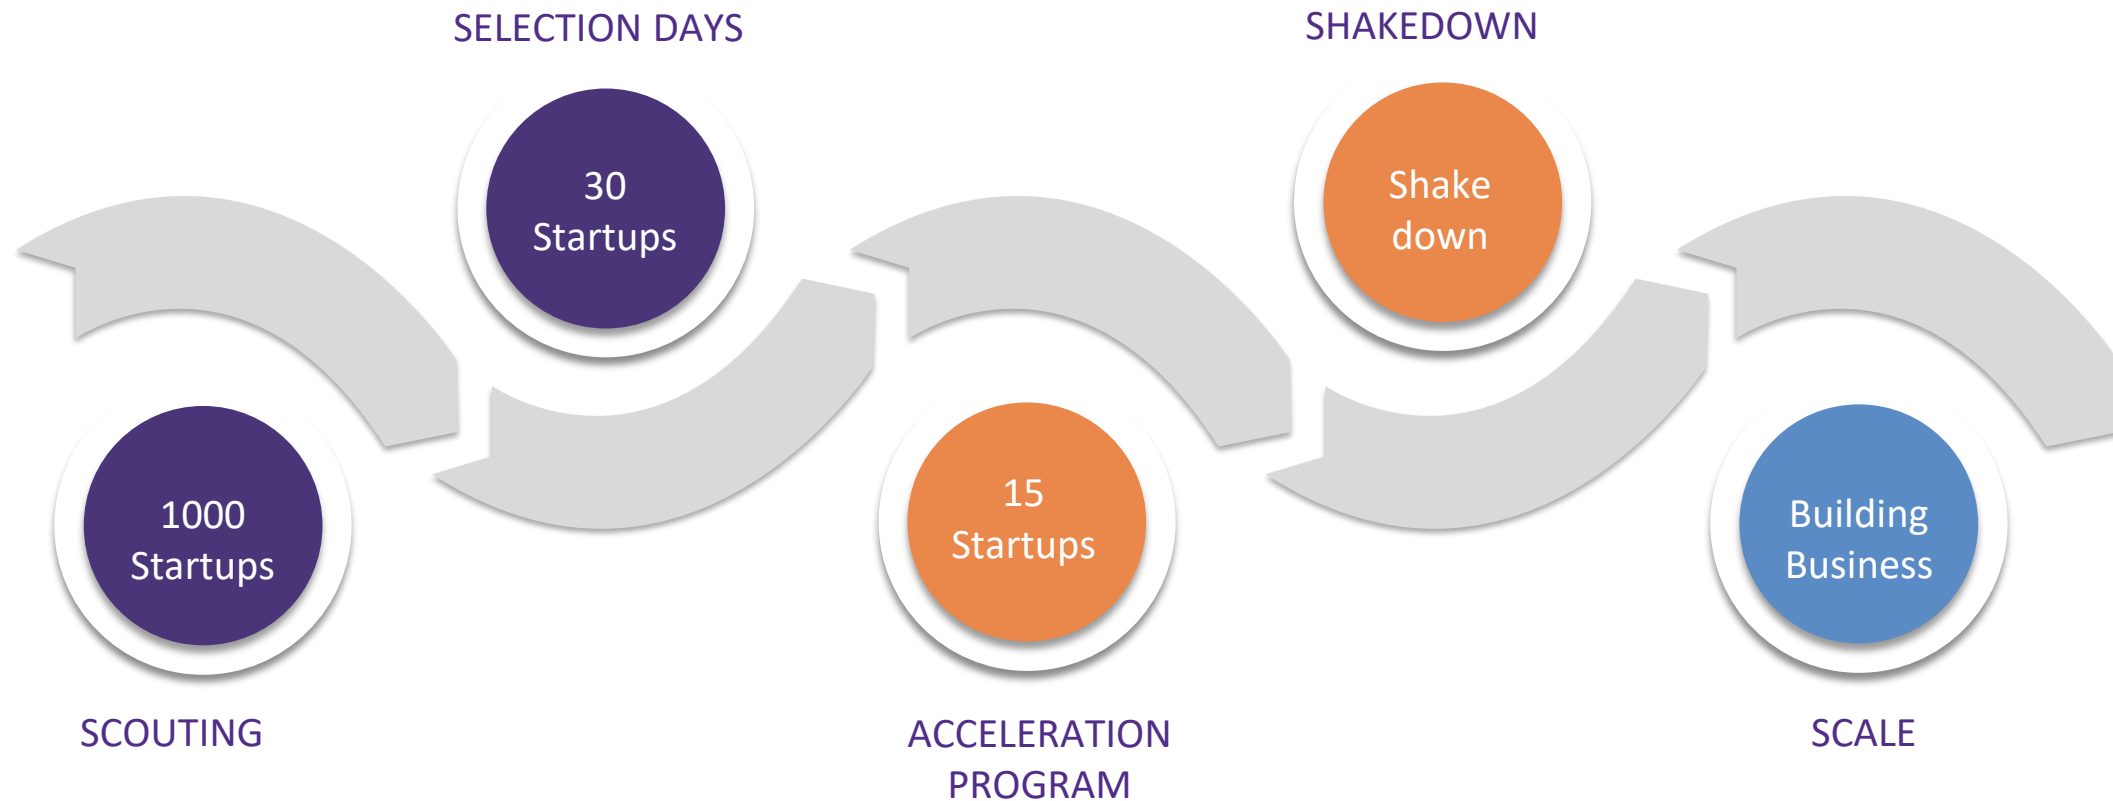 SELECTION DAYS
SHAKEDOWN
30
Startups
Shake
down
1000
Startups
15
Startups
Building
Business
SCOUTING
ACCELERATION
PROGRAM
SCALE